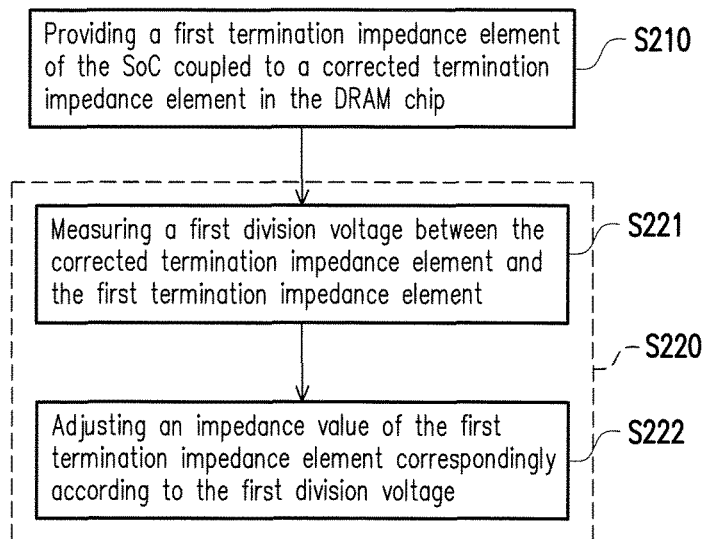 Providing a first termination impedance element
of the SoC coupled to a corrected termination
impedance element in the DRAM chip
S210
Measuring a first division voltage between the
corrected termination impedance element and
the first termination impedance element
S221
S220
Adjusting an impedance value of the first
termination impedance element correspondingly
according to the first division voltage
S222